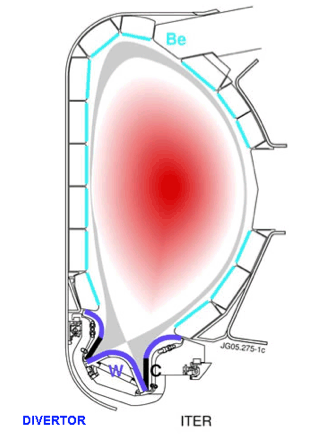 Be
JG05.275-1c
W
C
DIVERTOR
ITER